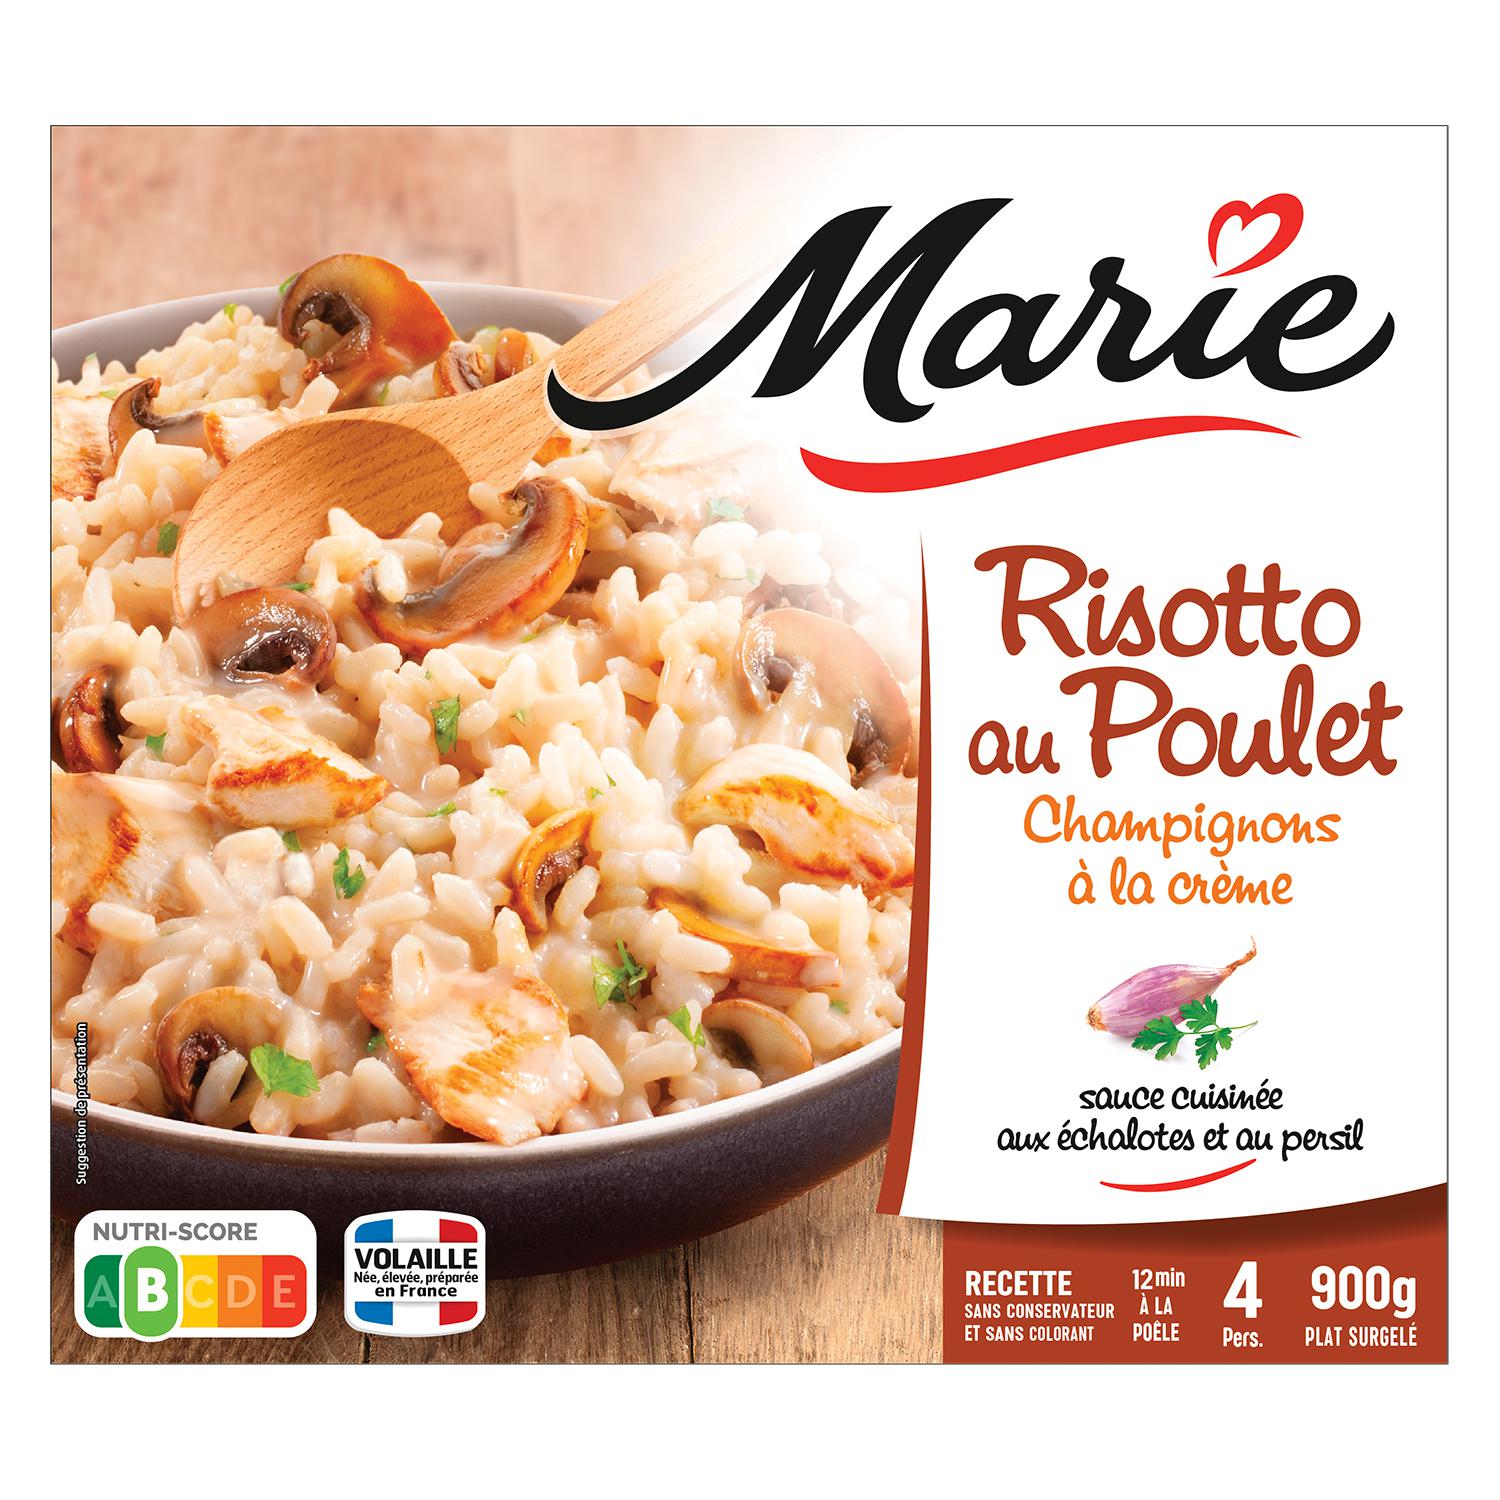 Marie
Risotto
au Poulet
Champignons
à la crème
sauce cuisinée
aux échalotes et au persil
suggestion de présentation
NUTRI-SCORE
A B C D E
VOLAILLE
Née, élevée, préparée
en France
RECETTE
SANS CONSERVATEUR
ET SANS COLORANT
12min
À LA
POÊLE
4
Pers.
900g
PLAT SURGELÉ